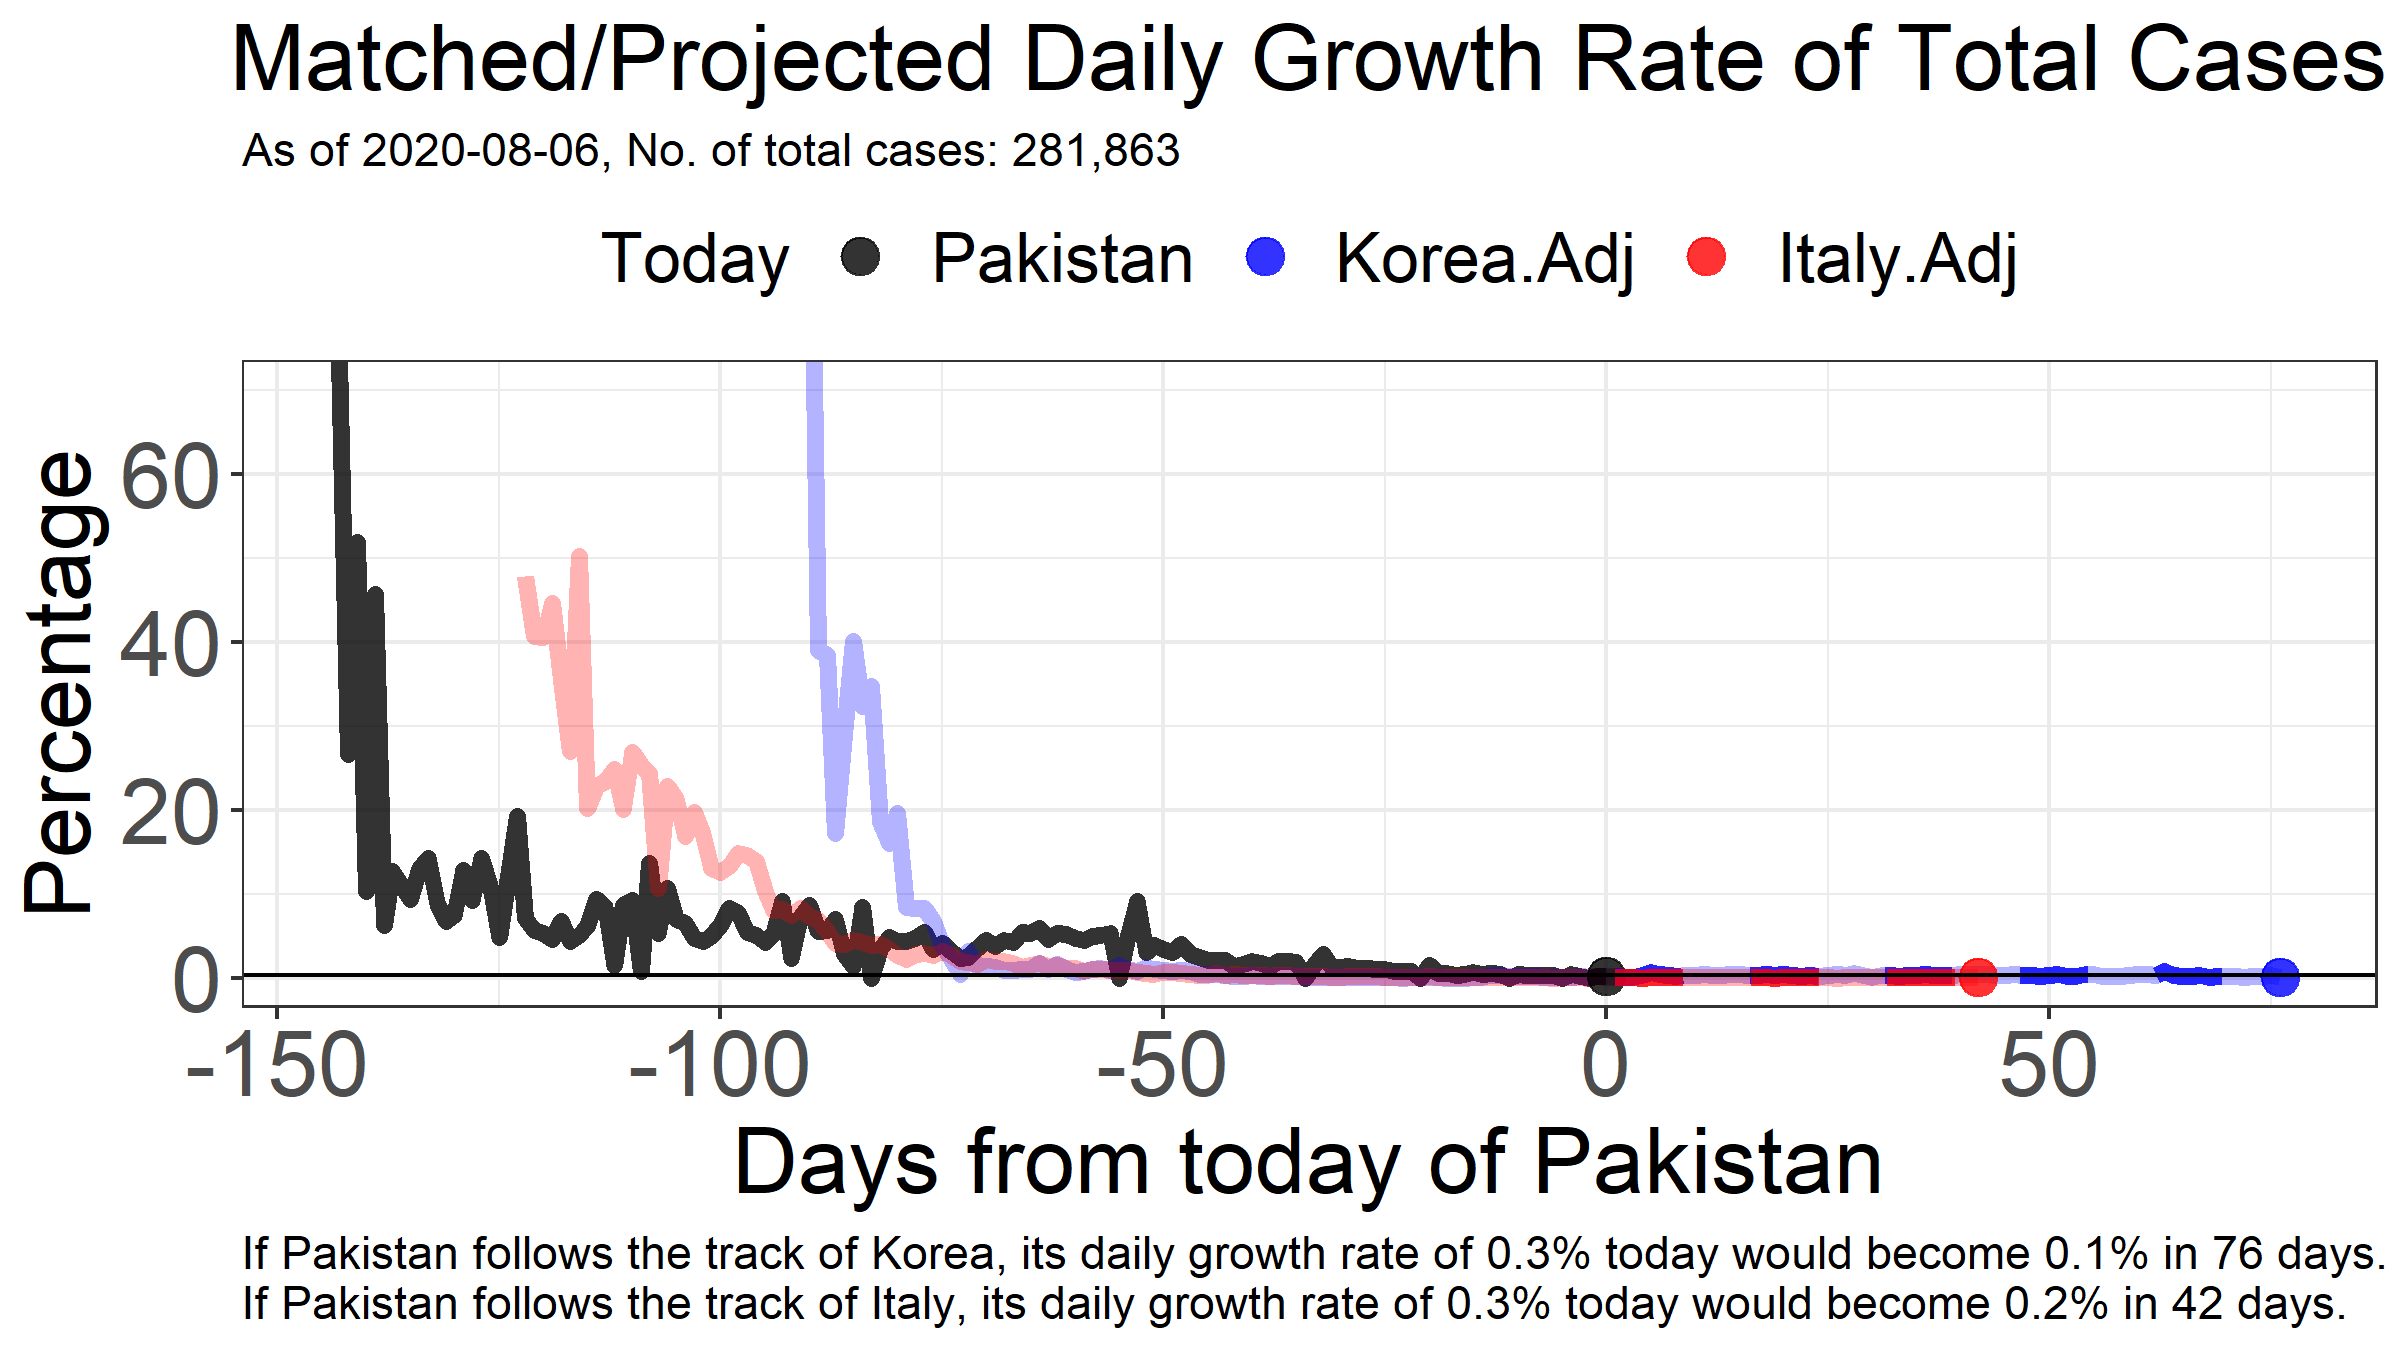 Matched/Projected Daily Growth Rate of Total Cases
As of 2020-08-06, No. of total cases: 281,863
Today Pakistan Korea.Adj Italy.Adj
Percentage
60
40
20
0
-150 -100 -50 0 50
Days from today of Pakistan
If Pakistan follows the track of Korea, its daily growth rate of 0.3% today would become 0.1% in 76 days.
If Pakistan follows the track of Italy, its daily growth rate of 0.3% today would become 0.2% in 42 days.